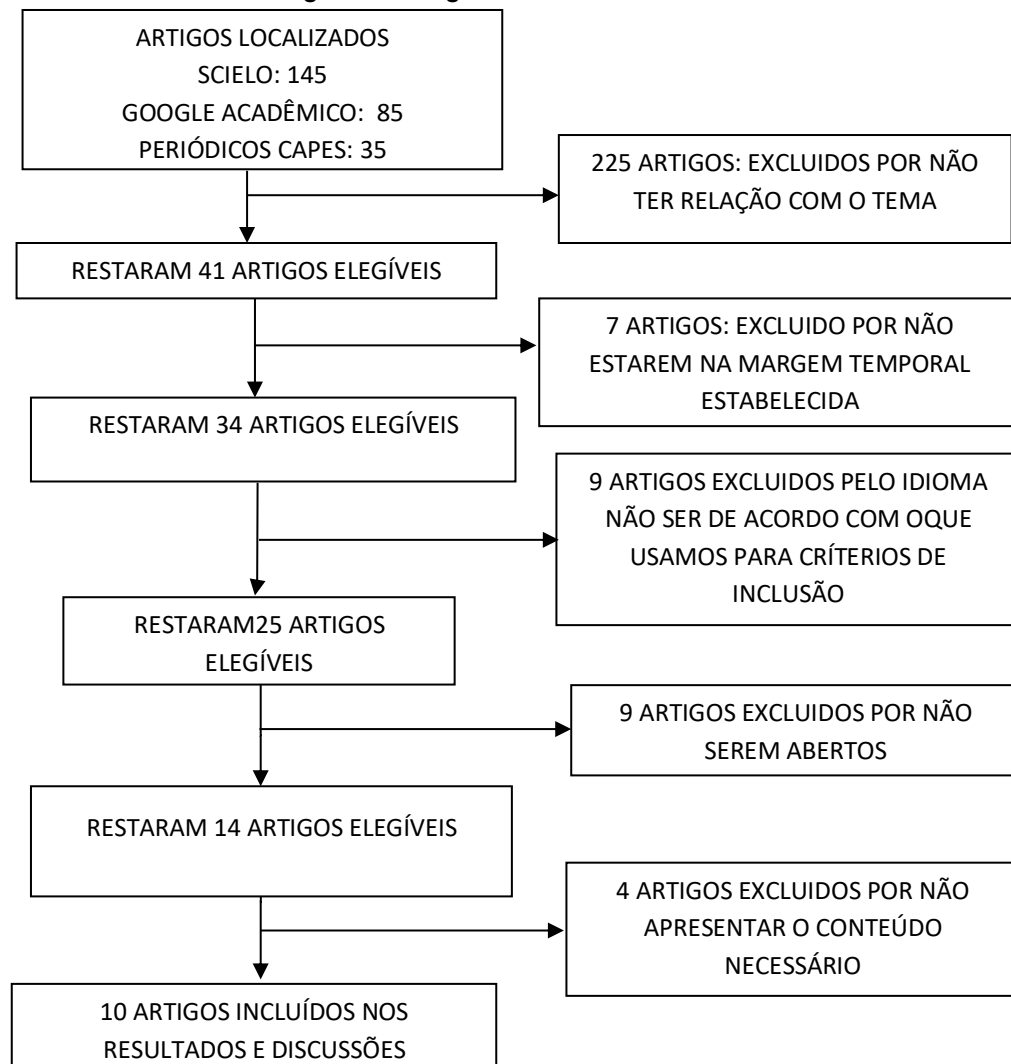 ARTIGOS LOCALIZADOS
SCIELO: 145
GOOGLE ACADÊMICO: 85
PERIÓDICOS CAPES: 35
225 ARTIGOS: EXCLUIDOS POR NÃO
TER RELAÇÃO COM O TEMA
RESTARAM 41 ARTIGOS ELEGÍVEIS
7 ARTIGOS: EXCLUIDO POR NÃO
ESTAREM NA MARGEM TEMPORAL
ESTABELECIDA
RESTARAM 34 ARTIGOS ELEGÍVEIS
9 ARTIGOS EXCLUIDOS PELO IDIOMA
NÃO SER DE ACORDO COM OQUE
USAMOS PARA CRÍTERIOS DE
INCLUSÃO
RESTARAM25 ARTIGOS
ELEGÍVEIS
9 ARTIGOS EXCLUIDOS POR NÃO
SEREM ABERTOS
RESTARAM 14 ARTIGOS ELEGÍVEIS
4 ARTIGOS EXCLUIDOS POR NÃO
APRESENTAR O CONTEÚDO
NECESSÁRIO
10 ARTIGOS INCLUÍDOS NOS
RESULTADOS E DISCUSSÕES